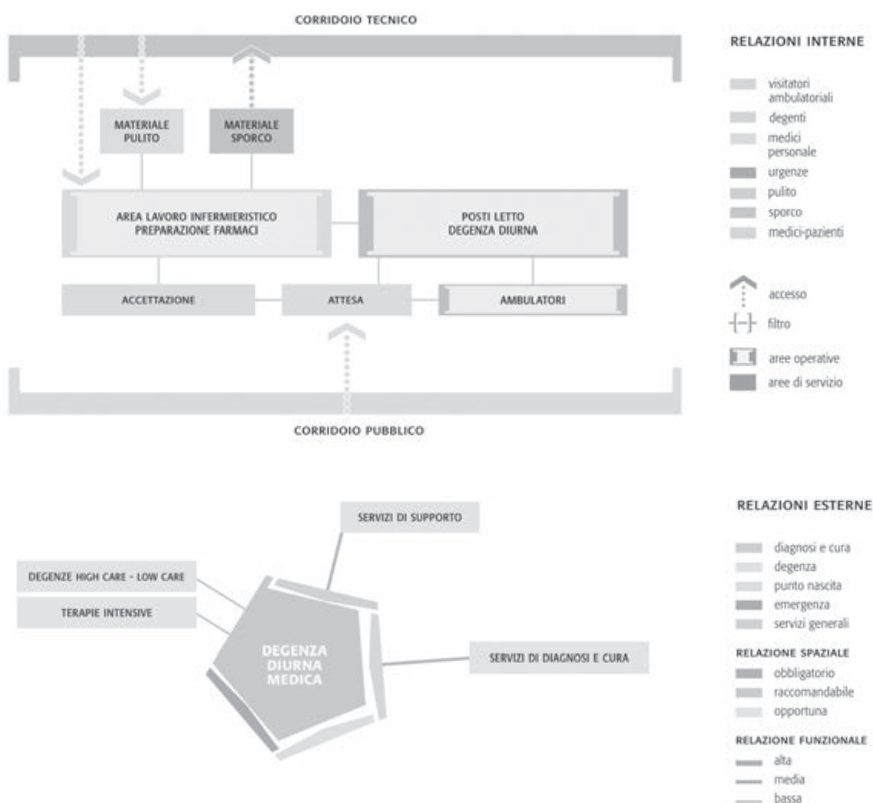 CORRIDOIO TECNICO
MATERIALE
PULITO
MATERIALE
SPORCO
AREA LAVORO INFERMIERISTICO
PREPARAZIONE FARMACI
POSTI LETTO
DEGENZA DIURNA
ACCETTAZIONE
ATTESA
AMBULATORI
CORRIDOIO PUBBLICO
RELAZIONI INTERNE
visitatori
ambulatoriali
degenti
medici
personale
urgenze
pulito
sporco
medici-pazienti
accesso
filtro
aree operative
aree di servizio
SERVIZI DI SUPPORTO
DEGENZE HIGH CARE - LOW CARE
TERAPIE INTENSIVE
DEGENZA
DIURNA
MEDICA
SERVIZI DI DIAGNOSI E CURA
RELAZIONI ESTERNE
diagnosi e cura
degenza
punto nascita
emergenza
servizi generali
RELAZIONE SPAZIALE
obbligatorio
raccomandabile
opportuna
RELAZIONE FUNZIONALE
alta
media
bassa